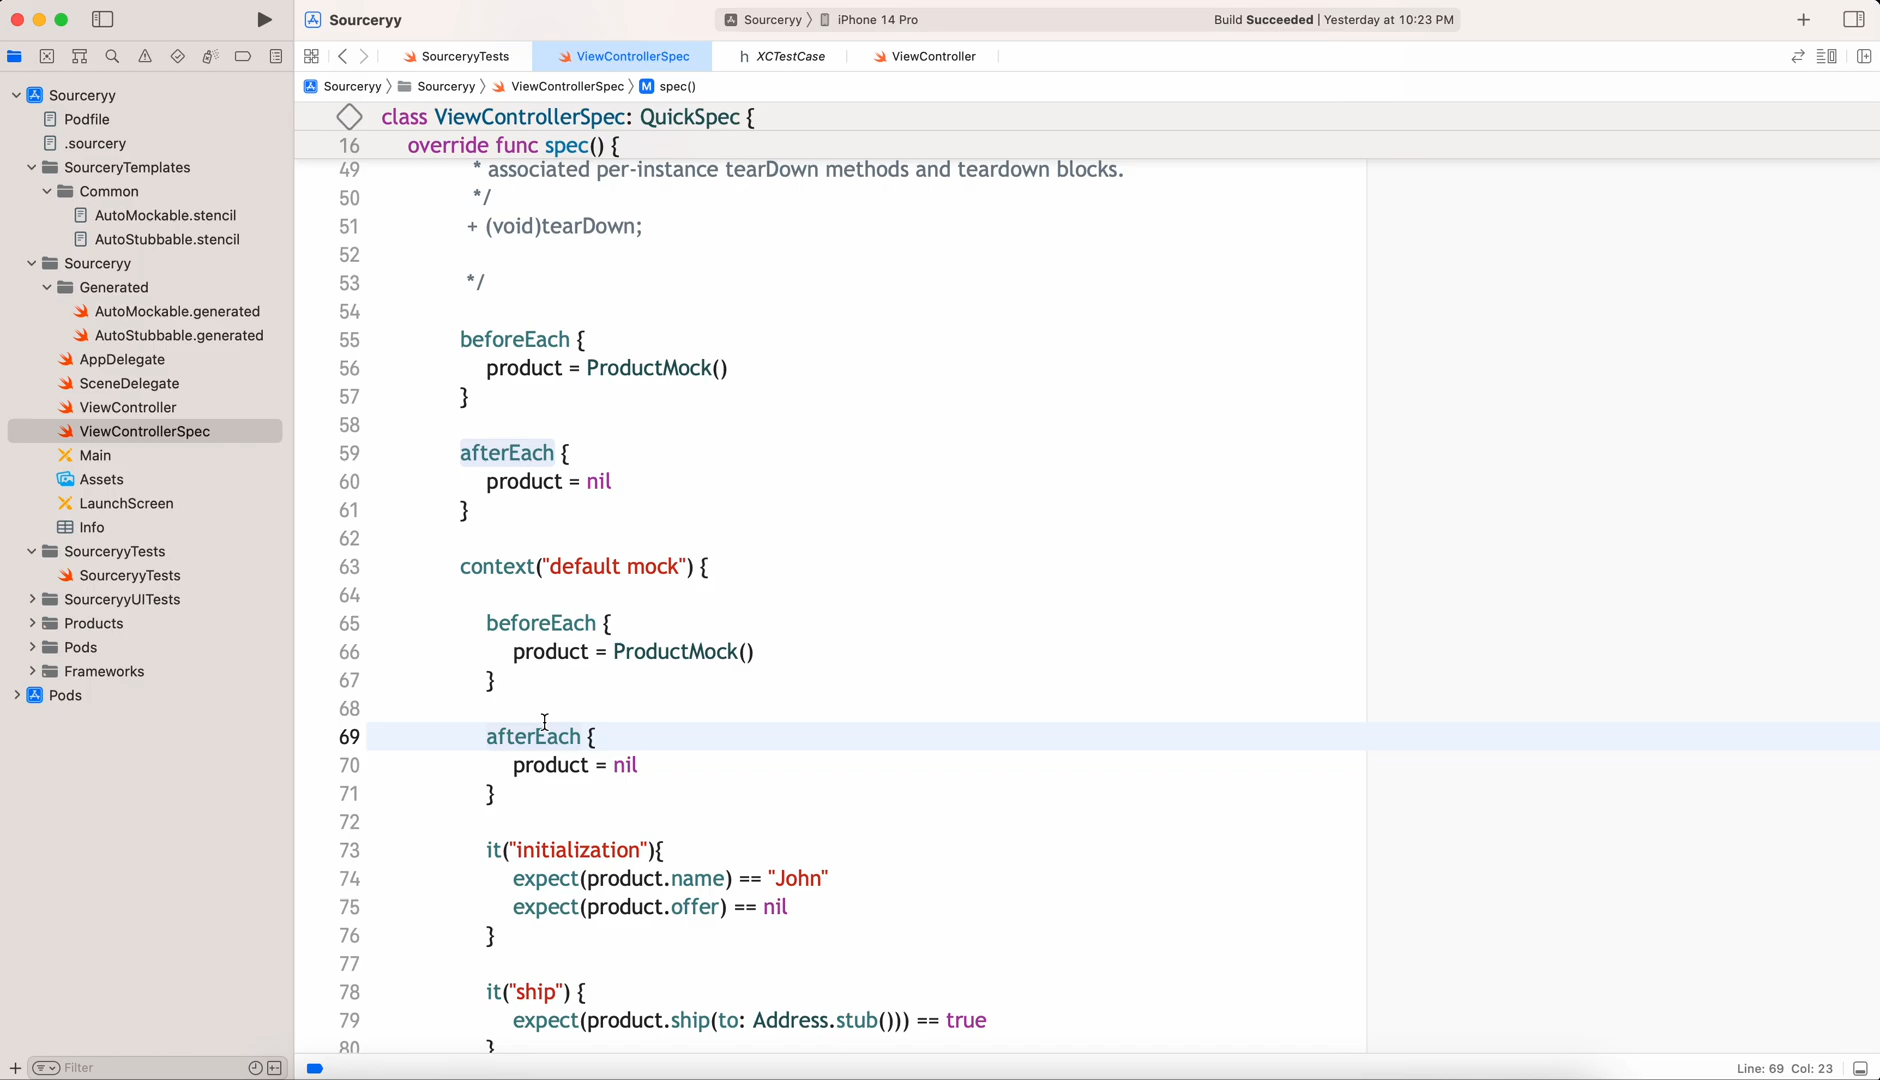 Sourceryy
Sourceryy 〉 iPhone 14 Pro
Build Succeeded | Yesterday at 10:23 PM
SourceryyTests
ViewControllerSpec
h XCTestCase
ViewController
Sourceryy 〉 Sourceryy 〉 ViewControllerSpec 〉 M spec()
Sourceryy
Podfile
.sourcery
SourceryTemplates
Common
AutoMockable.stencil
AutoStubbable.stencil
Sourceryy
Generated
AutoMockable.generated
AutoStubbable.generated
AppDelegate
SceneDelegate
ViewController
ViewControllerSpec
Main
Assets
LaunchScreen
Info
SourceryyTests
SourceryyTests
SourceryyUITests
Products
Pods
Frameworks
Pods
Filter
class ViewControllerSpec: QuickSpec {
16 override func spec() {
49 * associated per-instance tearDown methods and teardown blocks.
50 */
51 + (void)tearDown;
52
53 */
54
55 beforeEach {
56 product = ProductMock()
57 }
58
59 afterEach {
60 product = nil
61 }
62
63 context("default mock") {
64
65 beforeEach {
66 product = ProductMock()
67 }
68
69 afterEach {
70 product = nil
71 }
72
73 it("initialization"){
74 expect(product.name) == "John"
75 expect(product.offer) == nil
76 }
77
78 it("ship") {
79 expect(product.ship(to: Address.stub())) == true
80 }
Line: 69 Col: 23